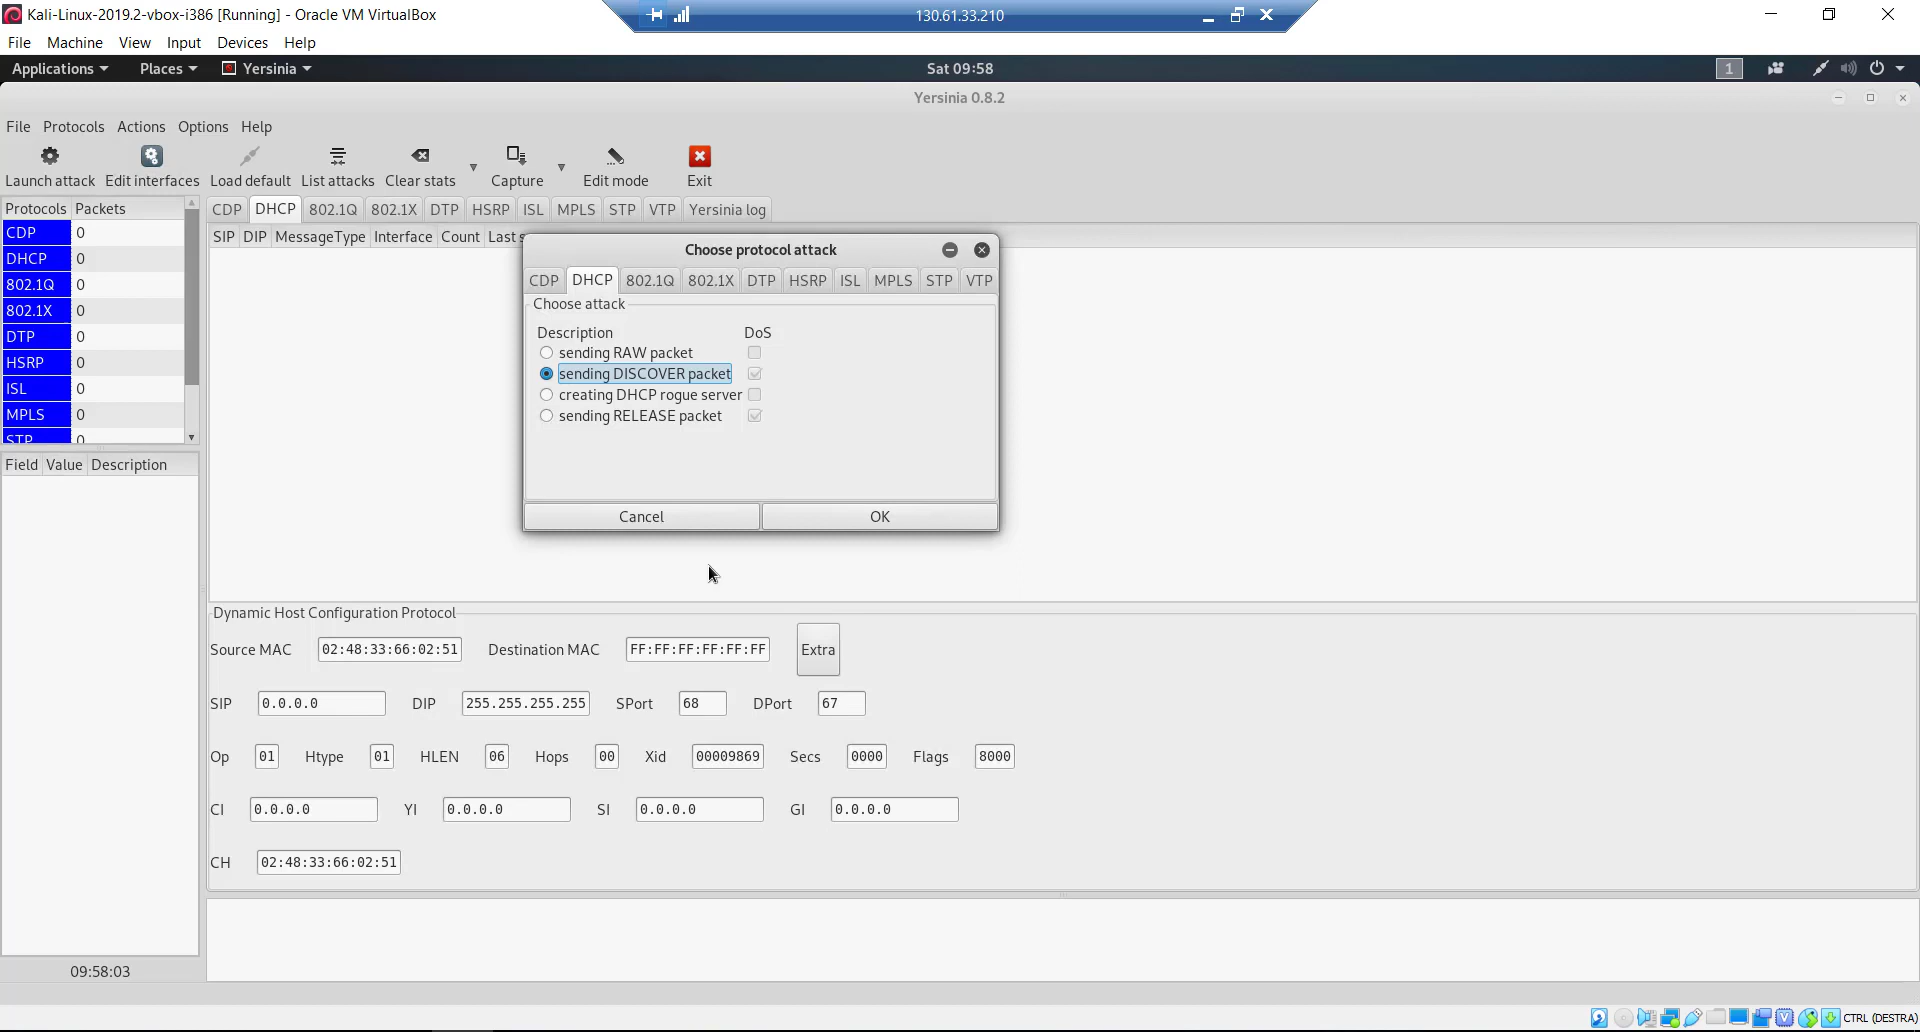 Kali-Linux-2019.2-vbox-i386 [Running] - Oracle VM VirtualBox
130.61.33.210
File Machine View Input Devices Help
Applications Places Yersinia Sat 09:58 1
Yersinia 0.8.2
File Protocols Actions Options Help
Launch attack Edit interfaces Load default List attacks Clear stats Capture Edit mode Exit
Protocols Packets
CDP 0
DHCP 0
802.1Q 0
802.1X 0
DTP 0
HSRP 0
ISL 0
MPLS 0
STP 0
Field Value Description
09:58:03
CDP DHCP 802.1Q 802.1X DTP HSRP ISL MPLS STP VTP Yersinia log
SIP DIP MessageType Interface Count Last s
Choose protocol attack
CDP DHCP 802.1Q 802.1X DTP HSRP ISL MPLS STP VTP
Choose attack
Description DoS
sending RAW packet
sending DISCOVER packet
creating DHCP rogue server
sending RELEASE packet
Cancel OK
Dynamic Host Configuration Protocol
Source MAC 02:48:33:66:02:51 Destination MAC FF:FF:FF:FF:FF:FF Extra
SIP 0.0.0.0 DIP 255.255.255.255 SPort 68 DPort 67
Op 01 Htype 01 HLEN 06 Hops 00 Xid 00009869 Secs 0000 Flags 8000
CI 0.0.0.0 YI 0.0.0.0 SI 0.0.0.0 GI 0.0.0.0
CH 02:48:33:66:02:51
CTRL (DESTRA)